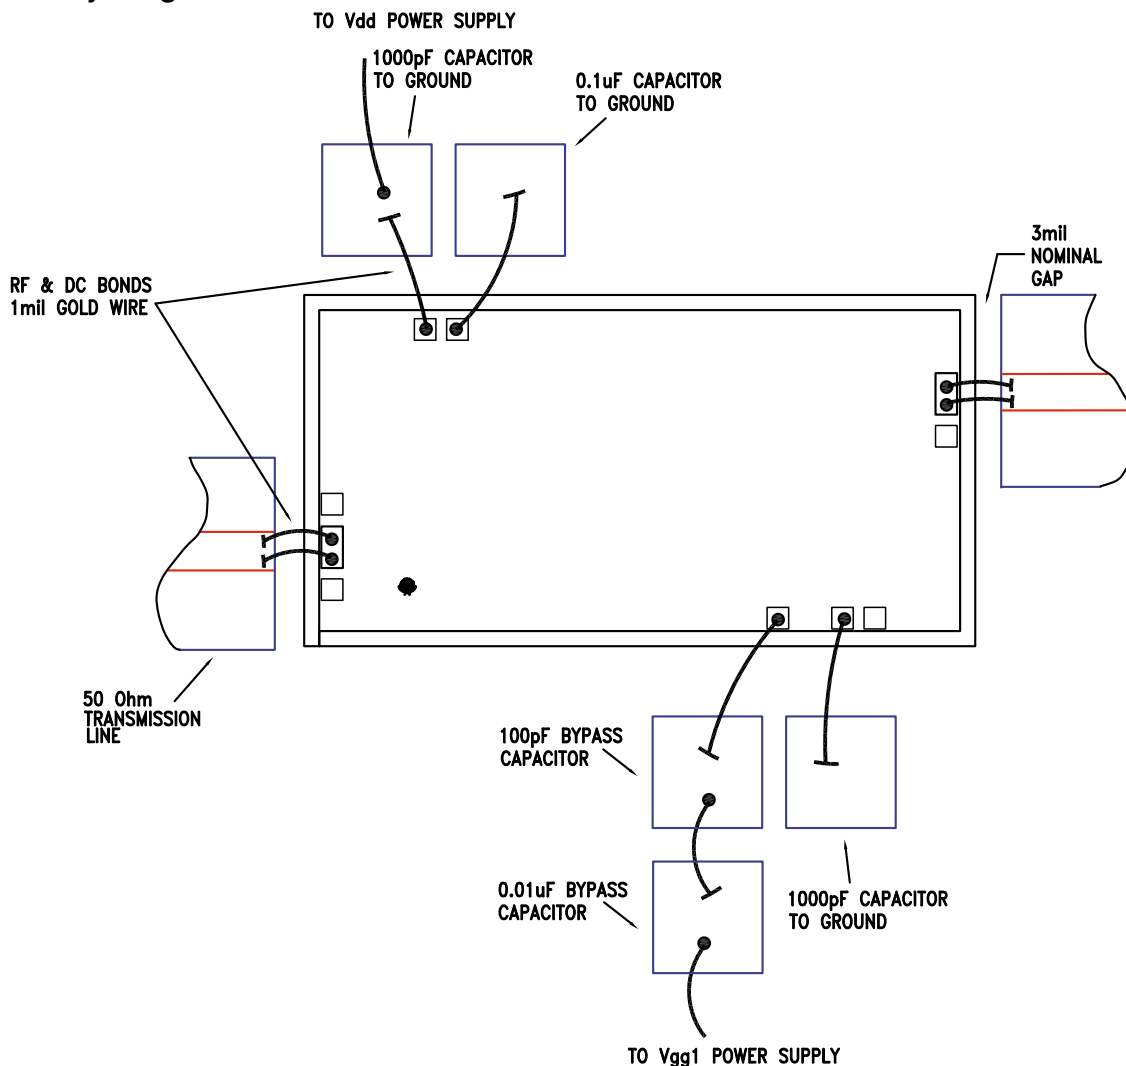 TO Vdd POWER SUPPLY
1000pF CAPACITOR
TO GROUND
0.1uF CAPACITOR
TO GROUND
3mil
NOMINAL
GAP
RF & DC BONDS
1mil GOLD WIRE
50 Ohm
TRANSMISSION
LINE
100pF BYPASS
CAPACITOR
0.01uF BYPASS
CAPACITOR
1000pF CAPACITOR
TO GROUND
TO Vgg1 POWER SUPPLY